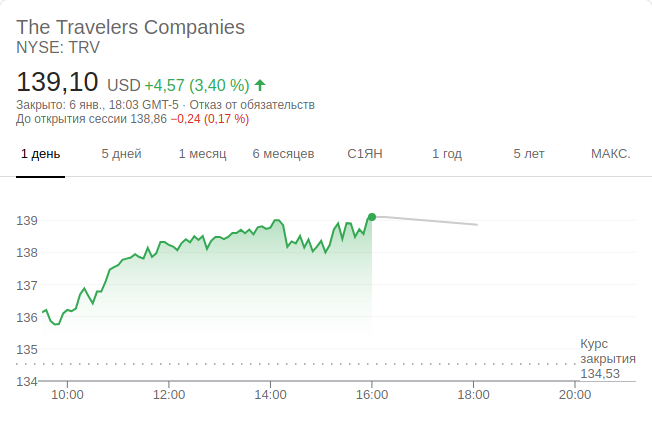 The Travelers Companies
NYSE: TRV
139,10 USD +4,57 (3,40 %)
Закрыто: 6 янв., 18:03 GMT-5 · Отказ от обязательств
До открытия сессии 138,86 −0,24 (0,17 %)
1 день 5 дней 1 месяц 6 месяцев С1ЯН 1 год 5 лет МАКС.
139
138
137
136
135
134
Курс
закрытия
134,53
10:00 12:00 14:00 16:00 18:00 20:00